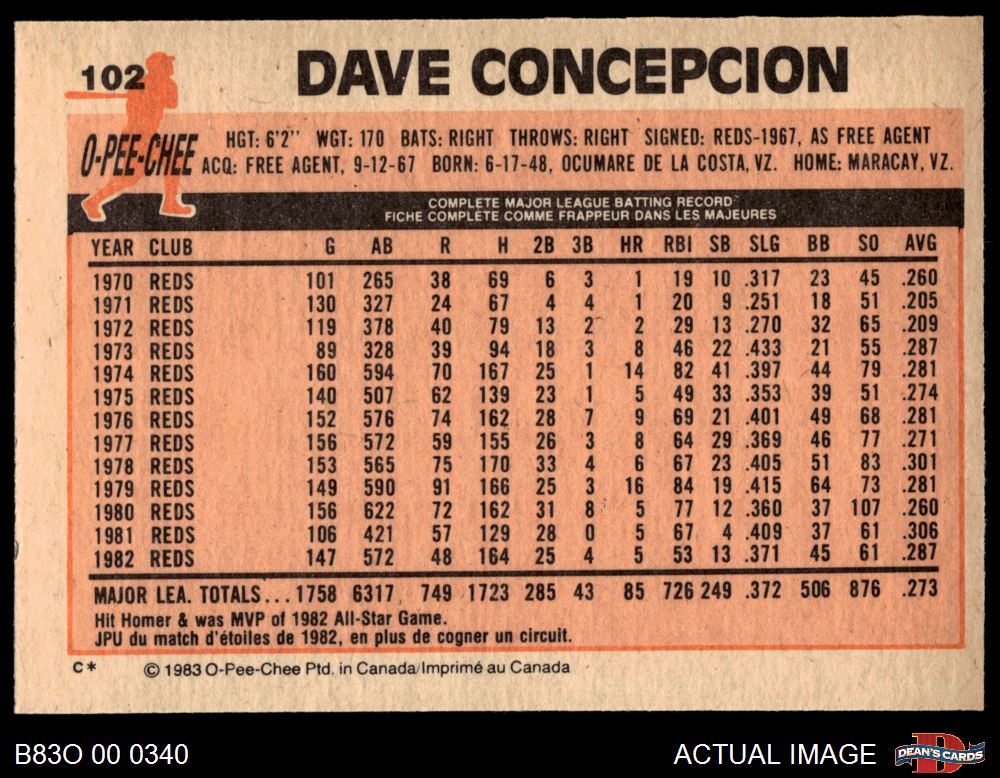 102 DAVE CONCEPCION
O-PEE-CHEE
HGT: 6'2" WGT: 170 BATS: RIGHT THROWS: RIGHT SIGNED: REDS-1967, AS FREE AGENT
ACQ: FREE AGENT, 9-12-67 BORN: 6-17-48, OCUMARE DE LA COSTA, VZ. HOME: MARACAY, VZ.
COMPLETE MAJOR LEAGUE BATTING RECORD
FICHE COMPLÈTE COMME FRAPPEUR DANS LES MAJEURES
YEAR CLUB G AB R H 2B 3B HR RBI SB SLG BB SO AVG
1970 REDS 101 265 38 69 6 3 1 19 10 .317 23 45 .260
1971 REDS 130 327 24 67 4 4 1 20 9 .251 18 51 .205
1972 REDS 119 378 40 79 13 2 2 29 13 .270 32 65 .209
1973 REDS 89 328 39 94 18 3 8 46 22 .433 21 55 .287
1974 REDS 160 594 70 167 25 1 14 82 41 .397 44 79 .281
1975 REDS 140 507 62 139 23 1 5 49 33 .353 39 51 .274
1976 REDS 152 576 74 162 28 7 9 69 21 .401 49 68 .281
1977 REDS 156 572 59 155 26 3 8 64 29 .369 46 77 .271
1978 REDS 153 565 75 170 33 4 6 67 23 .405 51 83 .301
1979 REDS 149 590 91 166 25 3 16 84 19 .415 64 73 .281
1980 REDS 156 622 72 162 31 8 5 77 12 .360 37 107 .260
1981 REDS 106 421 57 129 28 0 5 67 4 .409 37 61 .306
1982 REDS 147 572 48 164 25 4 5 53 13 .371 45 61 .287
MAJOR LEA. TOTALS...1758 6317 749 1723 285 43 85 726 249 .372 506 876 .273
Hit Homer & was MVP of 1982 All-Star Game.
JPU du match d'étoiles de 1982, en plus de cogner un circuit.
C* © 1983 O-Pee-Chee Ptd. in Canada/Imprimé au Canada
B83O 00 0340 ACTUAL IMAGE D DEAN'S CARDS